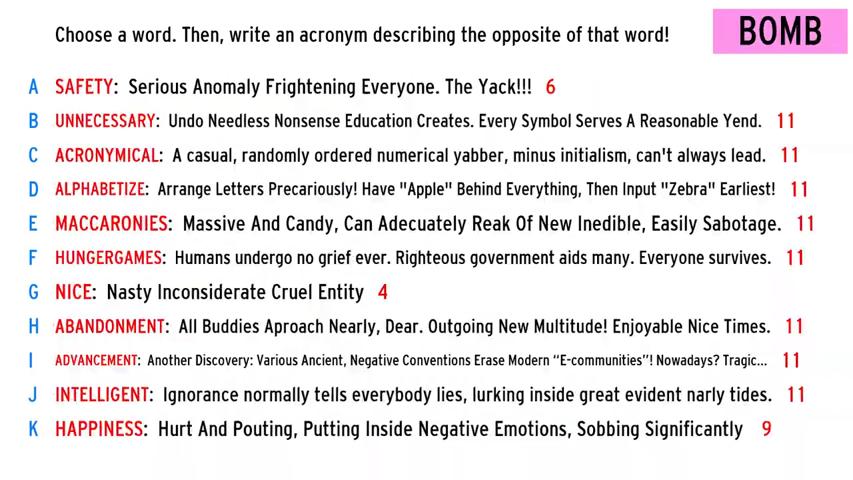 Choose a word. Then, write an acronym describing the opposite of that word!
BOMB
A SAFETY: Serious Anomaly Frightening Everyone. The Yack!!! 6
B UNNECESSARY: Undo Needless Nonsense Education Creates. Every Symbol Serves A Reasonable Yend. 11
C ACRONYMICAL: A casual, randomly ordered numerical yabber, minus initialism, can't always lead. 11
D ALPHABETIZE: Arrange Letters Precariously! Have "Apple" Behind Everything, Then Input "Zebra" Earliest! 11
E MACCARONIES: Massive And Candy, Can Adecuately Reak Of New Inedible, Easily Sabotage. 11
F HUNGERGAMES: Humans undergo no grief ever. Righteous government aids many. Everyone survives. 11
G NICE: Nasty Inconsiderate Cruel Entity 4
H ABANDONMENT: All Buddies Aproach Nearly, Dear. Outgoing New Multitude! Enjoyable Nice Times. 11
I ADVANCEMENT: Another Discovery: Various Ancient, Negative Conventions Erase Modern “E-communities”! Nowadays? Tragic... 11
J INTELLIGENT: Ignorance normally tells everybody lies, lurking inside great evident narly tides. 11
K HAPPINESS: Hurt And Pouting, Putting Inside Negative Emotions, Sobbing Significantly 9